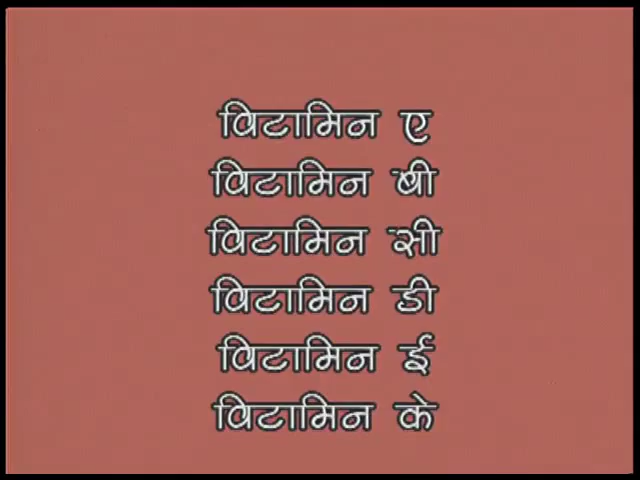 विटामिन ए
विटामिन बी
विटामिन सी
विटामिन डी
विटामिन ई
विटामिन के